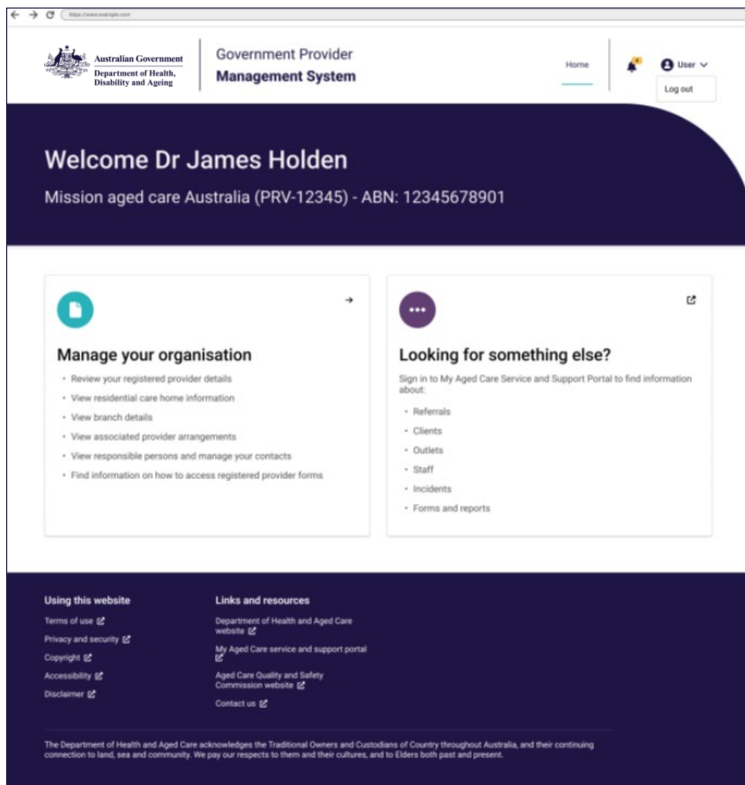 https://www.example.com
Australian Government
Department of Health,
Disability and Ageing
Government Provider
Management System
Home
User
Log out
Welcome Dr James Holden
Mission aged care Australia (PRV-12345) - ABN: 12345678901
Manage your organisation
• Review your registered provider details
• View residential care home information
• View branch details
• View associated provider arrangements
• View responsible persons and manage your contacts
• Find information on how to access registered provider forms
Looking for something else?
Sign in to My Aged Care Service and Support Portal to find information
about:
• Referrals
• Clients
• Outlets
• Staff
• Incidents
• Forms and reports
Using this website
Terms of use
Privacy and security
Copyright
Accessibility
Disclaimer
Links and resources
Department of Health and Aged Care
website
My Aged Care service and support portal
Aged Care Quality and Safety
Commission website
Contact us
The Department of Health and Aged Care acknowledges the Traditional Owners and Custodians of Country throughout Australia, and their continuing
connection to land, sea and community. We pay our respects to them and their cultures, and to Elders both past and present.